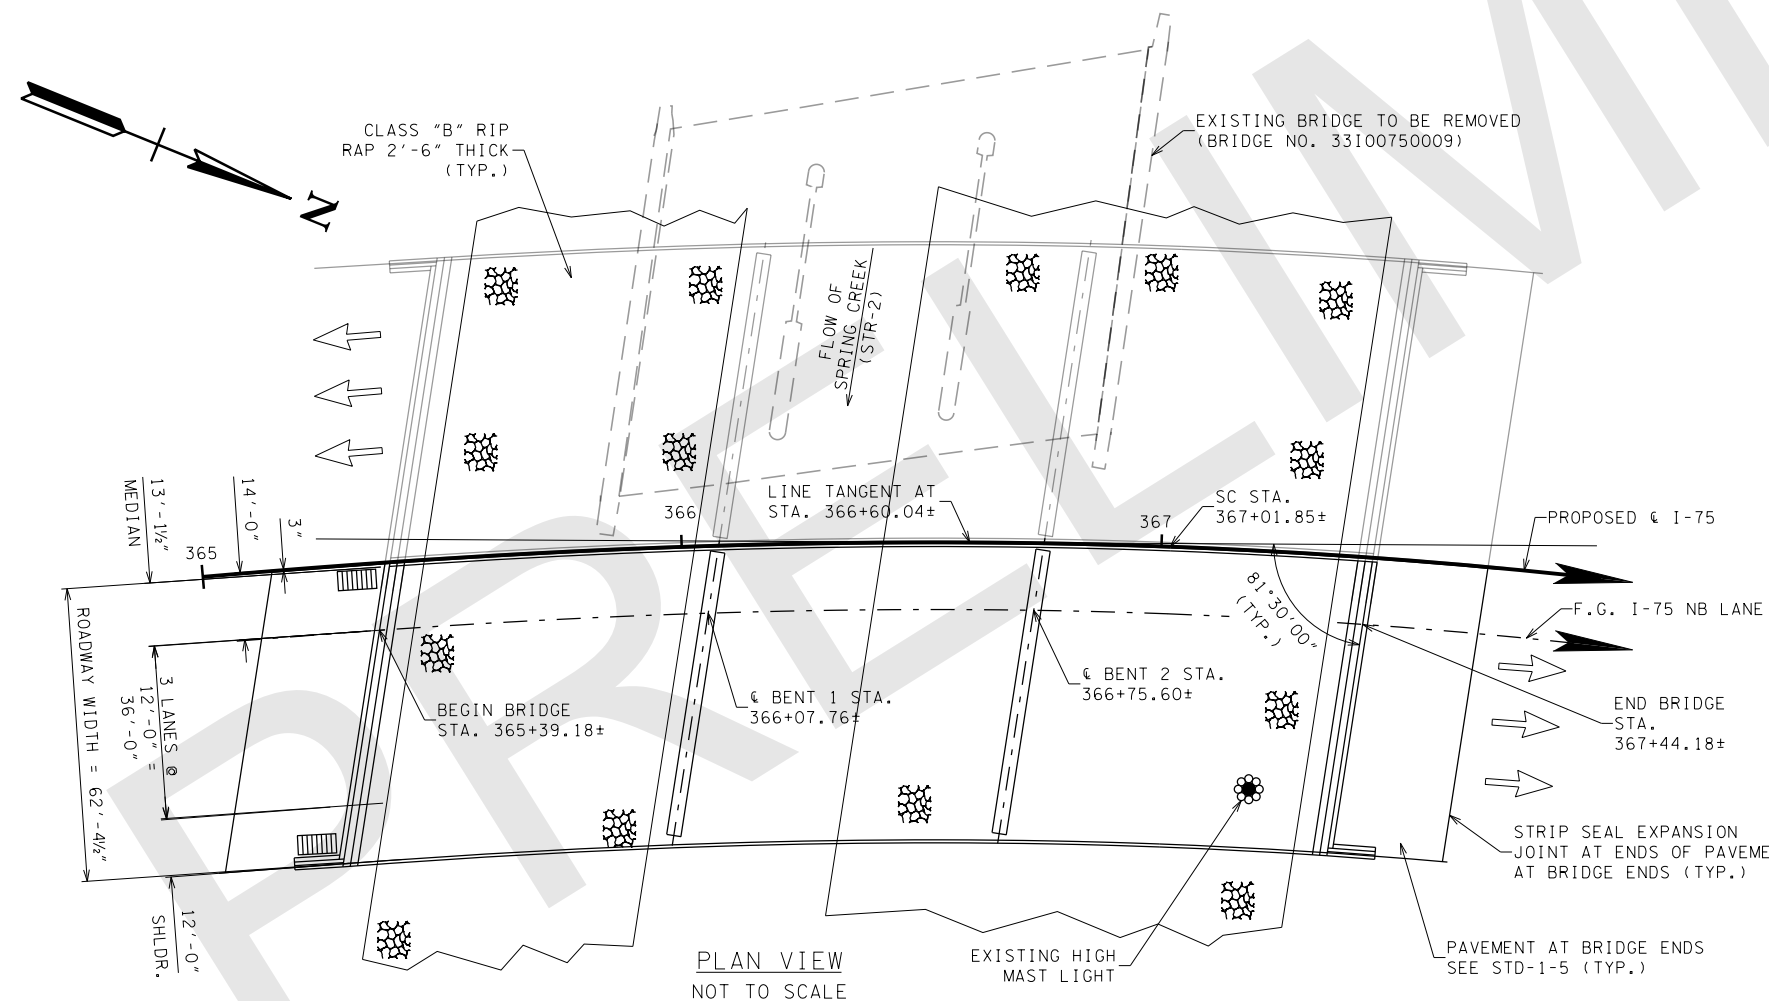 CLASS "B" RIP
RAP 2'-6" THICK
(TYP.)
EXISTING BRIDGE TO BE REMOVED
(BRIDGE NO. 33I00750009)
N
FLOW OF
SPRING CREEK
(STR-2)
LINE TANGENT AT
STA. 366+60.04±
SC STA.
367+01.85±
PROPOSED ℄ I-75
365
366
367
13'-1½"
MEDIAN
14'-0"
3"
81°30'00"
(TYP.)
F.G. I-75 NB LANE
ROADWAY WIDTH = 62'-4½"
3 LANES @
12'-0" =
36'-0"
BEGIN BRIDGE
STA. 365+39.18±
℄ BENT 1 STA.
366+07.76±
℄ BENT 2 STA.
366+75.60±
END BRIDGE
STA.
367+44.18±
STRIP SEAL EXPANSION
JOINT AT ENDS OF PAVEME
AT BRIDGE ENDS (TYP.)
12'-0"
SHLDR.
EXISTING HIGH
MAST LIGHT
PAVEMENT AT BRIDGE ENDS
SEE STD-1-5 (TYP.)
PLAN VIEW
NOT TO SCALE
PRELIMI